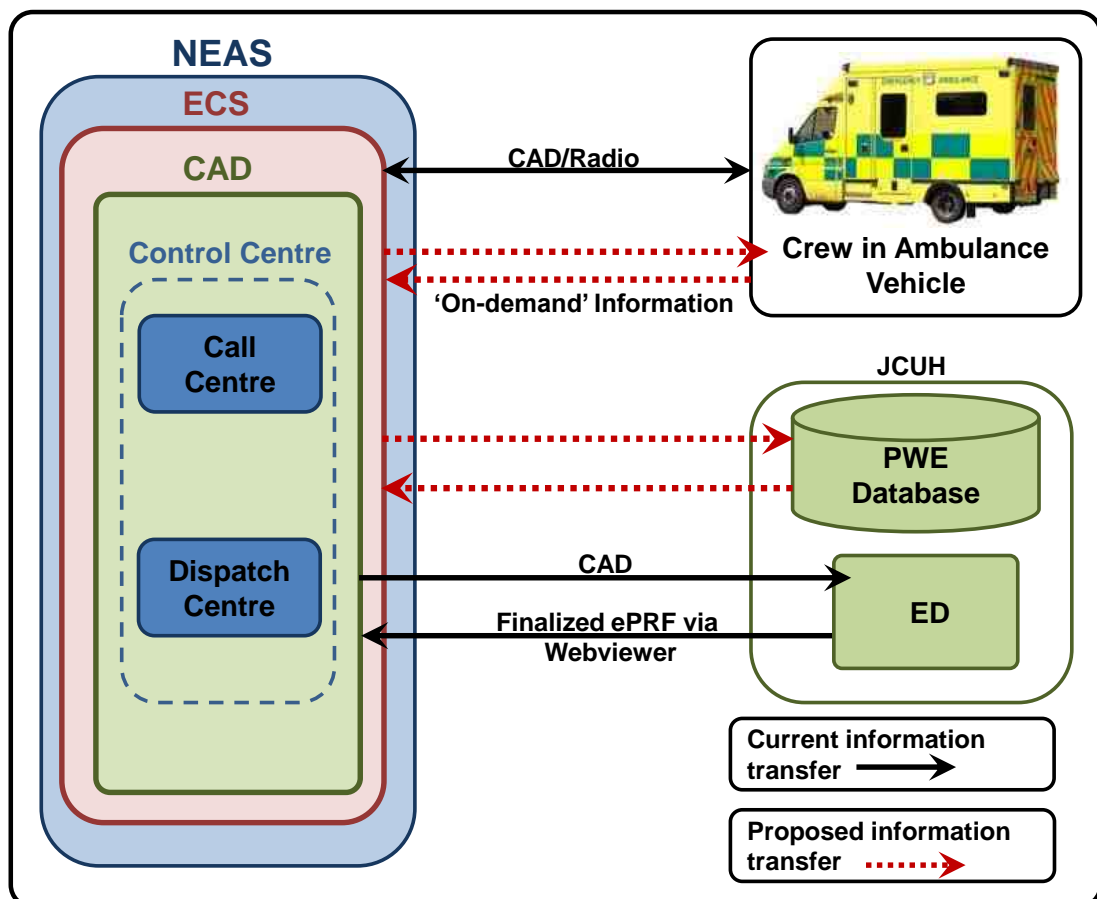 NEAS
ECS
CAD
Control Centre
Call
Centre
Dispatch
Centre
CAD/Radio
‘On-demand’ Information
Crew in Ambulance
Vehicle
JCUH
PWE
Database
CAD
ED
Finalized ePRF via
Webviewer
Current information
transfer
Proposed information
transfer